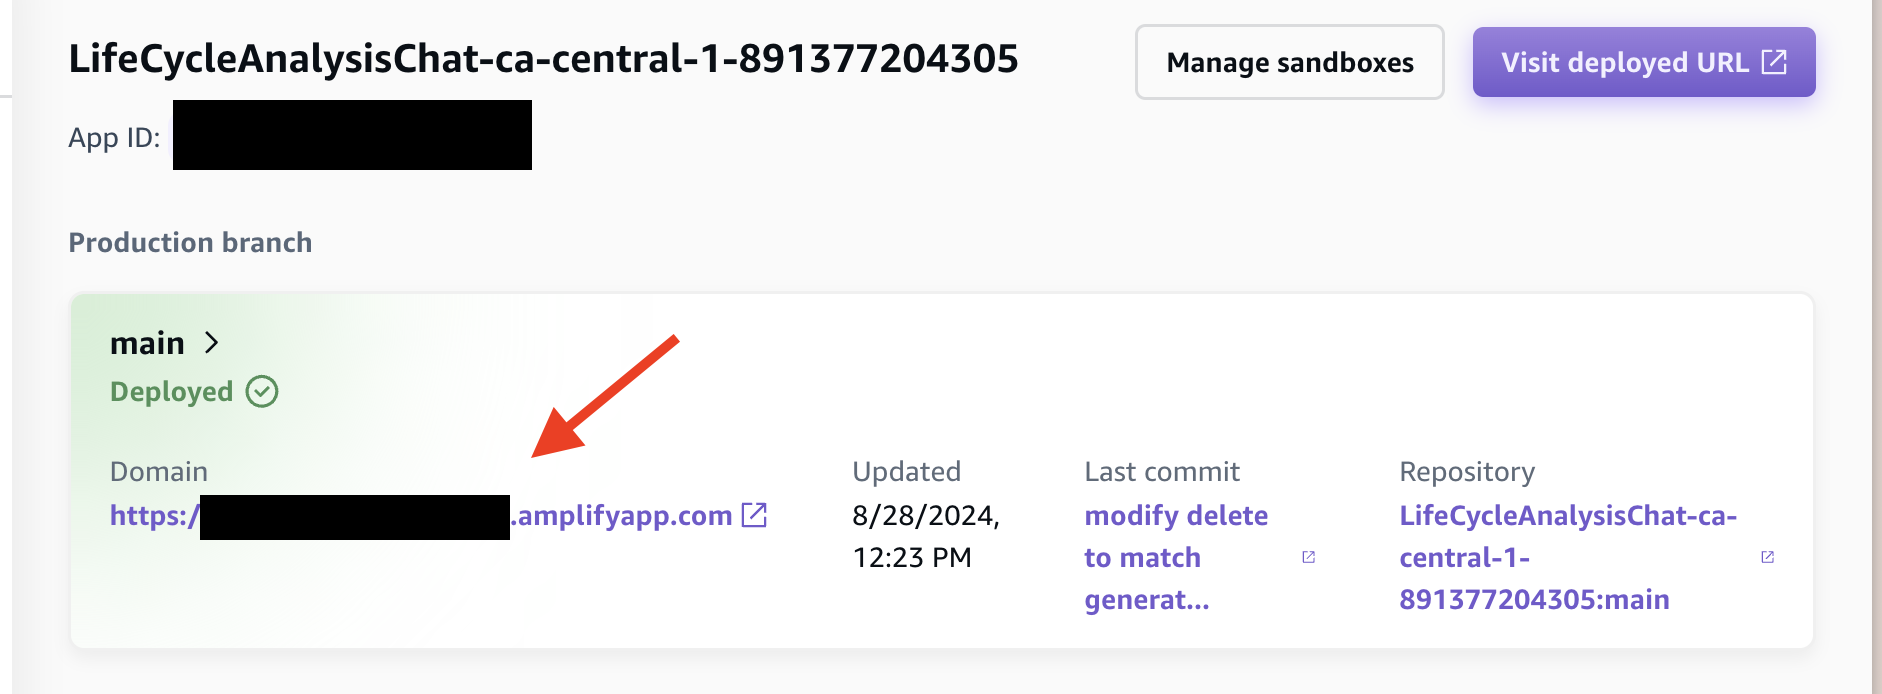 LifeCycleAnalysisChat-ca-central-1-891377204305
Manage sandboxes
Visit deployed URL
App ID:
Production branch
main
Deployed
Domain
https:/
.amplifyapp.com
Updated
8/28/2024,
12:23 PM
Last commit
modify delete
to match
generat...
Repository
LifeCycleAnalysisChat-ca-
central-1-
891377204305:main